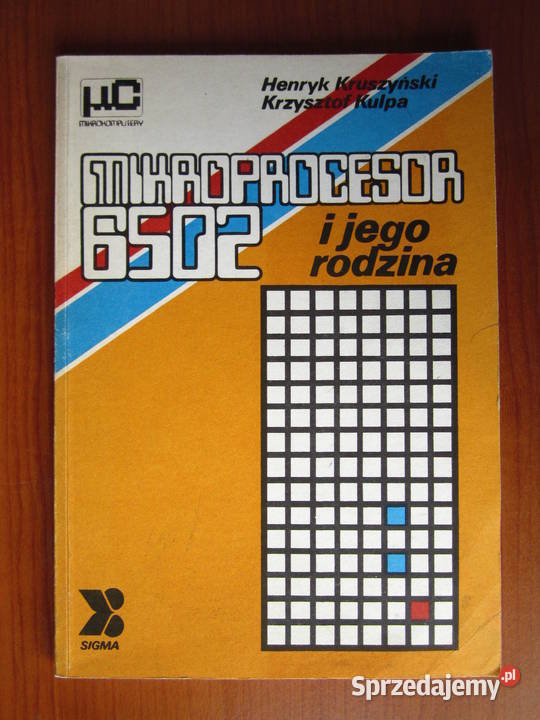 µC
MIKROKOMPUTERY
Henryk Kruszyński
Krzysztof Kulpa
MIKROPROCESOR
6502
i jego
rodzina
SIGMA
Sprzedajemy.pl